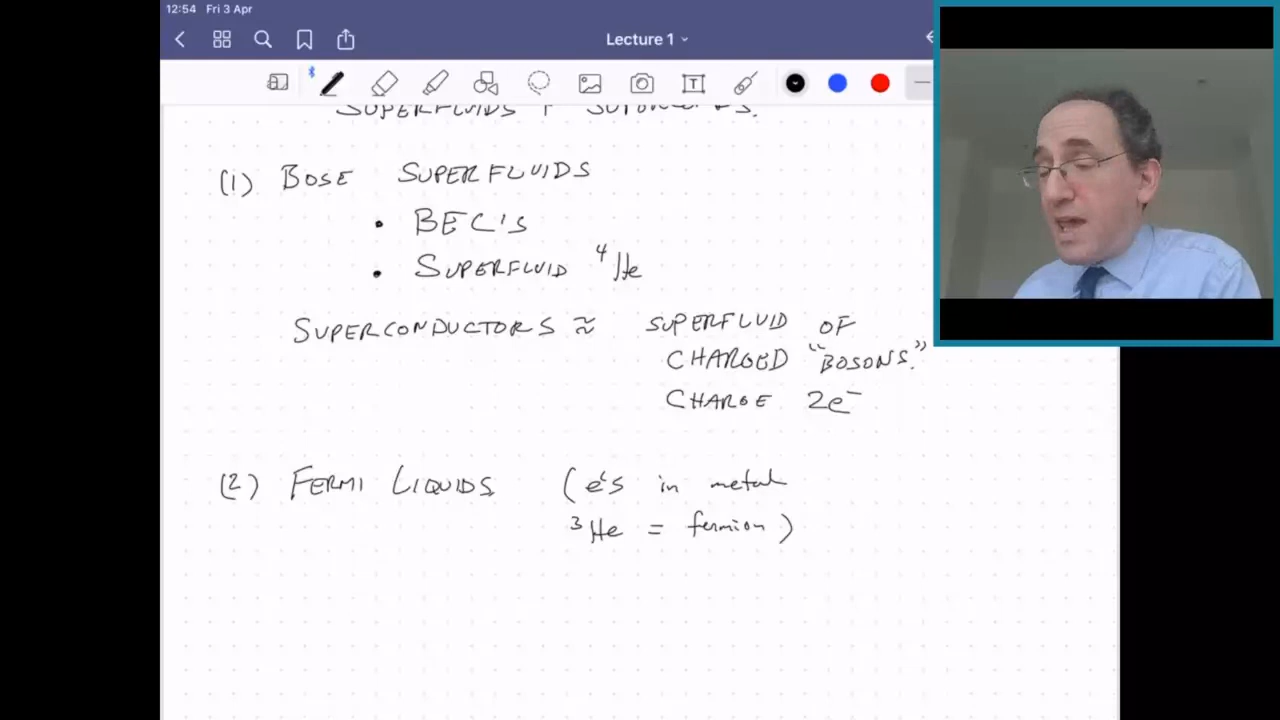 12:54 Fri 3 Apr
Lecture 1
SUPERFLUIDS +
(1) BOSE SUPERFLUIDS
• BEC'S
• SUPERFLUID ⁴He
SUPERCONDUCTORS ≈ SUPERFLUID OF
CHARGED "BOSONS."
CHARGE 2e⁻
(2) FERMI LIQUIDS (e⁻'s in metal
³He = fermion)